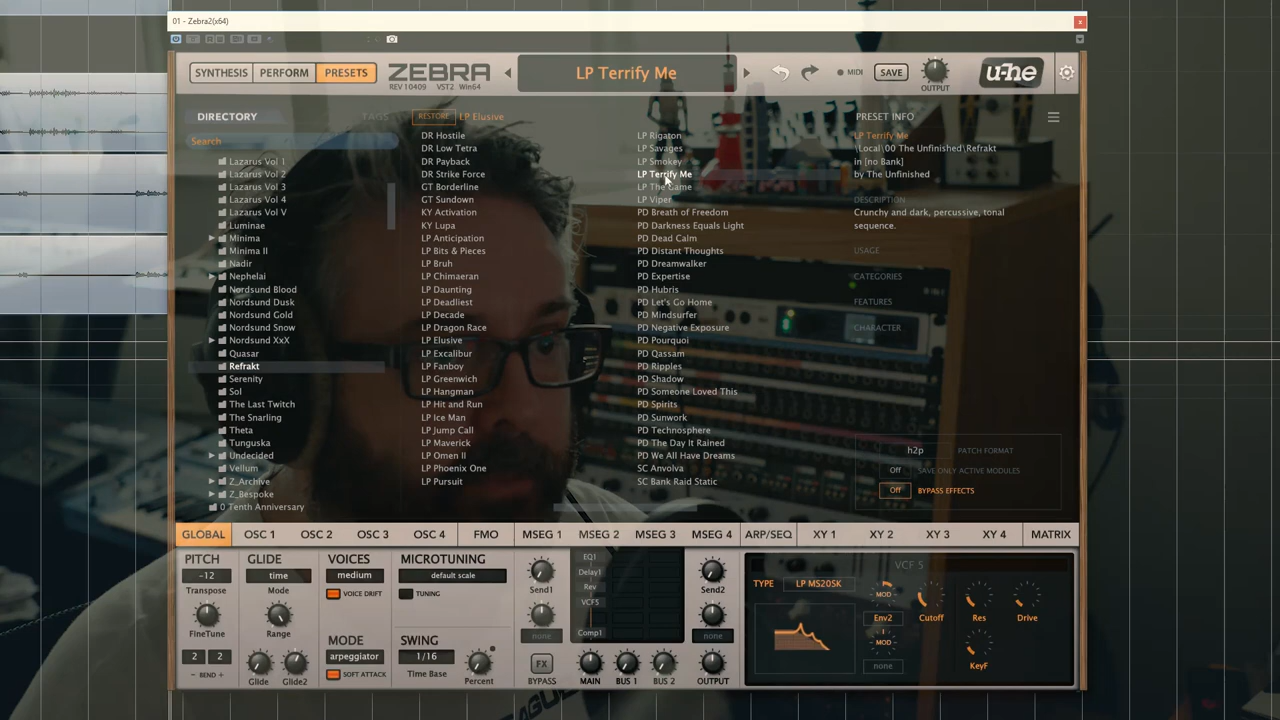 01 - Zebra2(x64)
SYNTHESIS PERFORM PRESETS
ZEBRA
REV 10409 VST2 Win64
LP Terrify Me
MIDI
SAVE
OUTPUT
u-he
DIRECTORY
TAGS
Search
Lazarus Vol 1
Lazarus Vol 2
Lazarus Vol 3
Lazarus Vol 4
Lazarus Vol V
Luminae
Minima
Minima II
Nadir
Nephelai
Nordsund Blood
Nordsund Dusk
Nordsund Gold
Nordsund Snow
Nordsund XxX
Quasar
Refrakt
Serenity
Sol
The Last Twitch
The Snarling
Theta
Tunguska
Undecided
Vellum
Z_Archive
Z_Bespoke
0 Tenth Anniversary
RESTORE LP Elusive
DR Hostile
DR Low Tetra
DR Payback
DR Strike Force
GT Borderline
GT Sundown
KY Activation
KY Lupa
LP Anticipation
LP Bits & Pieces
LP Bruh
LP Chimaeran
LP Daunting
LP Deadliest
LP Decade
LP Dragon Race
LP Elusive
LP Excalibur
LP Fanboy
LP Greenwich
LP Hangman
LP Hit and Run
LP Ice Man
LP Jump Call
LP Maverick
LP Omen II
LP Phoenix One
LP Pursuit
LP Rigaton
LP Savages
LP Smokey
LP Terrify Me
LP The Game
LP Viper
PD Breath of Freedom
PD Darkness Equals Light
PD Dead Calm
PD Distant Thoughts
PD Dreamwalker
PD Expertise
PD Hubris
PD Let's Go Home
PD Mindsurfer
PD Negative Exposure
PD Pourquoi
PD Qassam
PD Ripples
PD Shadow
PD Someone Loved This
PD Spirits
PD Sunwork
PD Technosphere
PD The Day It Rained
PD We All Have Dreams
SC Anvolva
SC Bank Raid Static
PRESET INFO
LP Terrify Me
\Local\00 The Unfinished\Refrakt
in [no Bank]
by The Unfinished
DESCRIPTION
Crunchy and dark, percussive, tonal
sequence.
USAGE
CATEGORIES
FEATURES
CHARACTER
h2p PATCH FORMAT
Off SAVE ONLY ACTIVE MODULES
Off BYPASS EFFECTS
GLOBAL OSC 1 OSC 2 OSC 3 OSC 4 FMO MSEG 1 MSEG 2 MSEG 3 MSEG 4 ARP/SEQ XY 1 XY 2 XY 3 XY 4 MATRIX
PITCH
-12
Transpose
FineTune
2 2
- BEND +
GLIDE
time
Mode
Range
Glide Glide2
VOICES
medium
VOICE DRIFT
MODE
arpeggiator
SOFT ATTACK
MICROTUNING
default scale
TUNING
SWING
1/16
Time Base
Percent
Send1
none
FX
BYPASS
EQ1
Delay1
Rev
VCF5
Comp1
MAIN BUS 1 BUS 2
Send2
none
OUTPUT
VCF 5
TYPE LP MS20SK
MOD
Env2
MOD
none
Cutoff
Res
Drive
KeyF